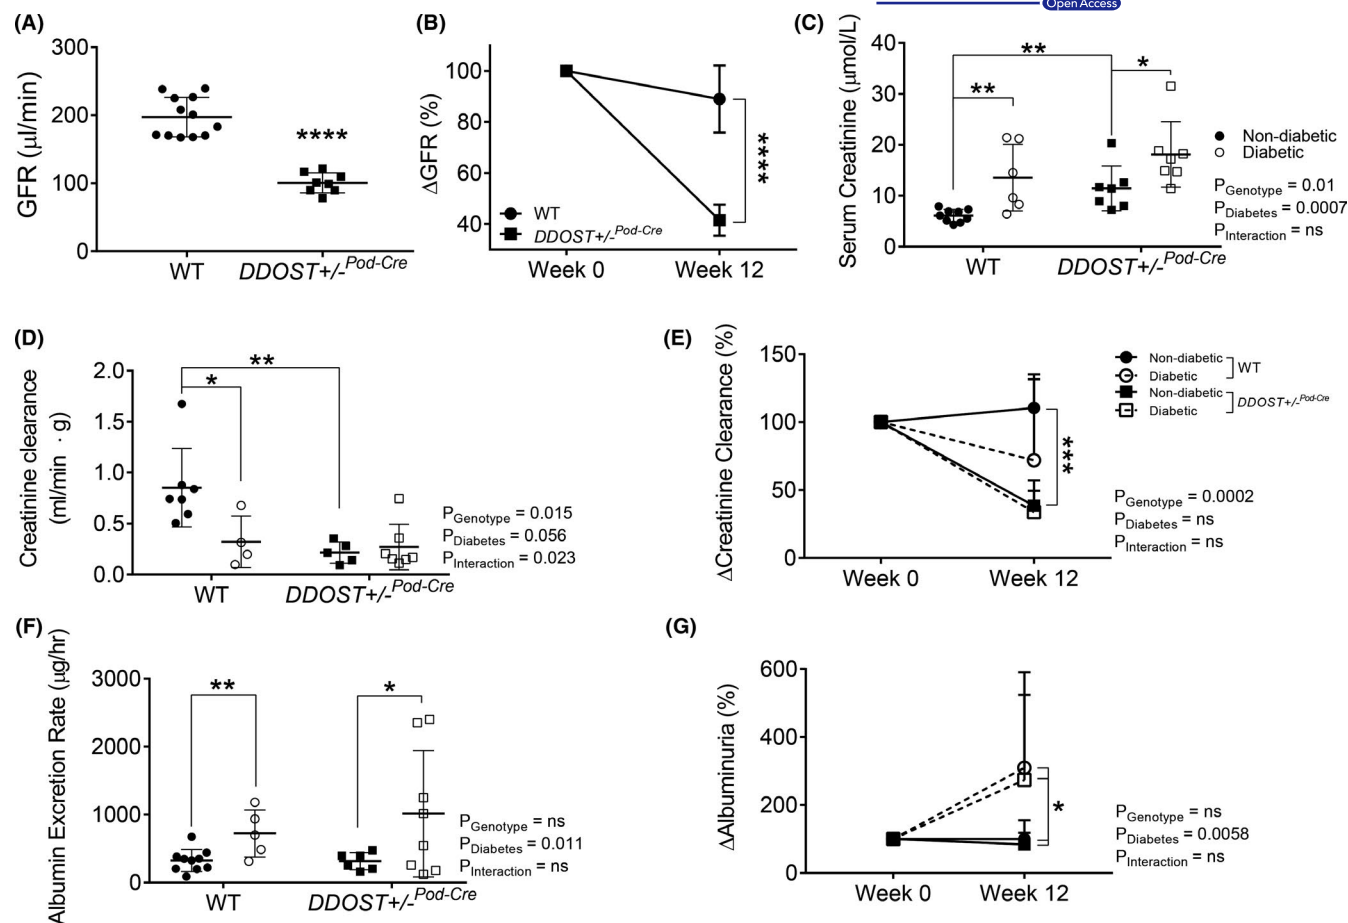 Open Access
(A)
GFR (μl/min)
300
200
100
0
****
WT
DDOST+/-Pod-Cre
(B)
ΔGFR (%)
100
80
60
40
****
WT
DDOST+/-Pod-Cre
Week 0
Week 12
(C)
Serum Creatinine (μmol/L)
40
30
20
10
0
**
**
*
WT
DDOST+/-Pod-Cre
Non-diabetic
Diabetic
PGenotype = 0.01
PDiabetes = 0.0007
PInteraction = ns
(D)
Creatinine clearance
(ml/min · g)
2.0
1.5
1.0
0.5
0.0
**
*
WT
DDOST+/-Pod-Cre
PGenotype = 0.015
PDiabetes = 0.056
PInteraction = 0.023
(E)
ΔCreatinine Clearance (%)
150
100
50
0
***
Week 0
Week 12
Non-diabetic
Diabetic
WT
Non-diabetic
Diabetic
DDOST+/-Pod-Cre
PGenotype = 0.0002
PDiabetes = ns
PInteraction = ns
(F)
Albumin Excretion Rate (μg/hr)
3000
2000
1000
0
**
*
WT
DDOST+/-Pod-Cre
PGenotype = ns
PDiabetes = 0.011
PInteraction = ns
(G)
ΔAlbuminuria (%)
600
400
200
0
*
Week 0
Week 12
PGenotype = ns
PDiabetes = 0.0058
PInteraction = ns